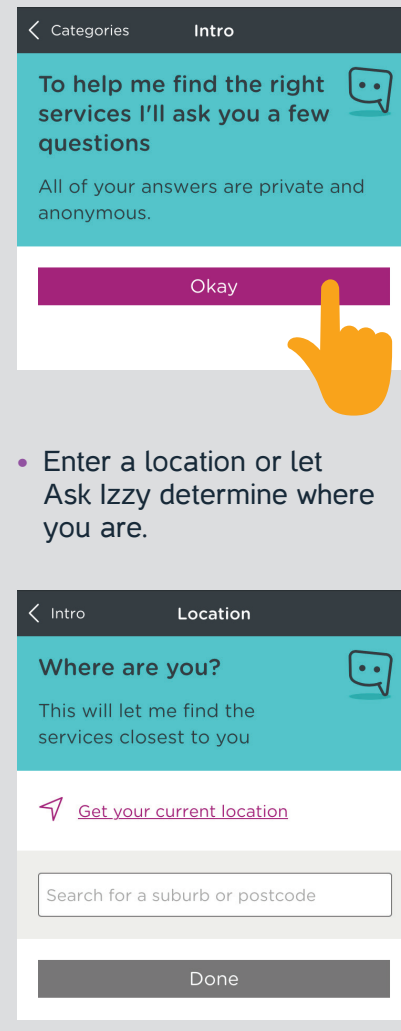 Categories Intro
To help me find the right
services I'll ask you a few
questions
All of your answers are private and
anonymous.
Okay
• Enter a location or let
Ask Izzy determine where
you are.
Intro Location
Where are you?
This will let me find the
services closest to you
Get your current location
Search for a suburb or postcode
Done